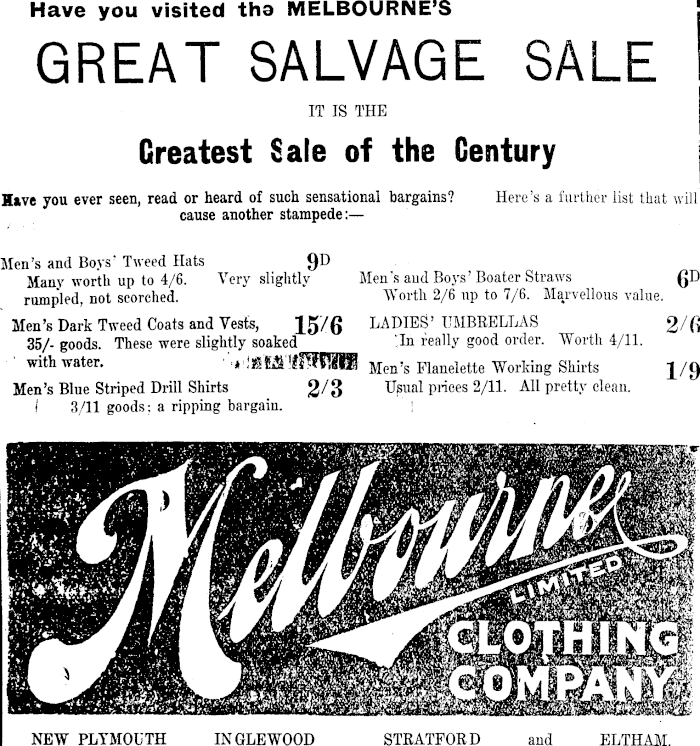 Have you visited the MELBOURNE'S
GREAT SALVAGE SALE
IT IS THE
Greatest Sale of the Century
Have you ever seen, read or heard of such sensational bargains? Here's a further list that will
cause another stampede:—
Men's and Boys' Tweed Hats 9D
Many worth up to 4/6. Very slightly
rumpled, not scorched.
Men's Dark Tweed Coats and Vests, 15/6
35/- goods. These were slightly soaked
with water.
Men's Blue Striped Drill Shirts 2/3
3/11 goods; a ripping bargain.
Men's and Boys' Boater Straws 6D
Worth 2/6 up to 7/6. Marvellous value.
LADIES' UMBRELLAS 2/6
In really good order. Worth 4/11.
Men's Flanelette Working Shirts 1/9
Usual prices 2/11. All pretty clean.
Melbourne
LIMITED
CLOTHING
COMPANY
NEW PLYMOUTH INGLEWOOD STRATFORD and ELTHAM.